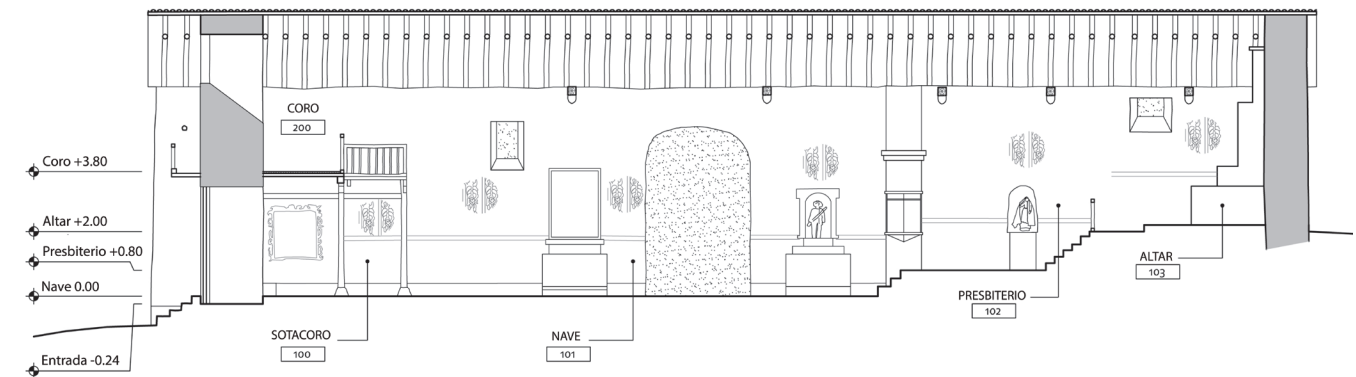 CORO
200
Coro +3.80
Altar +2.00
Presbiterio +0.80
Nave 0.00
Entrada -0.24
SOTACORO
100
NAVE
101
PRESBITERIO
102
ALTAR
103